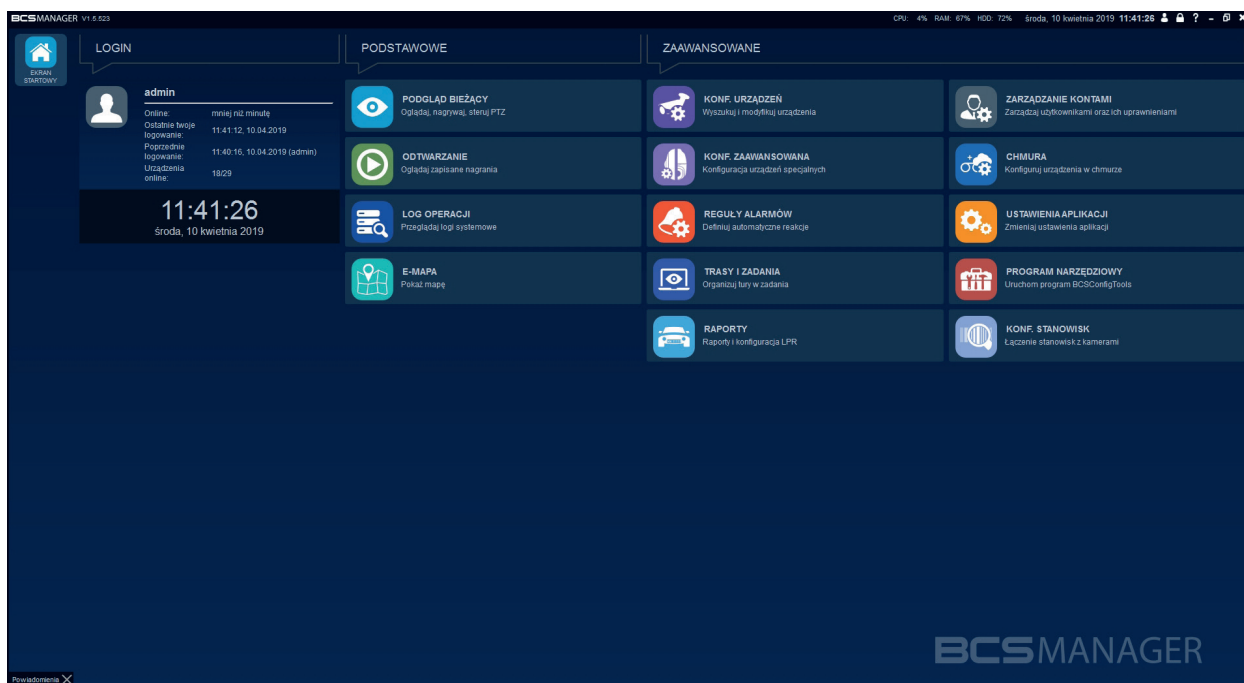 BCSMANAGER V1.5.523
CPU: 4% RAM: 67% HDD: 72% środa, 10 kwietnia 2019 11:41:26 ?
EKRAN
STARTOWY
LOGIN
admin
Online: mniej niż minutę
Ostatnie twoje
logowanie: 11:41:12, 10.04.2019
Poprzednie
logowanie: 11:40:16, 10.04.2019 (admin)
Urządzenia
online: 18/29
11:41:26
środa, 10 kwietnia 2019
PODSTAWOWE
PODGLĄD BIEŻĄCY
Oglądaj, nagrywaj, steruj PTZ
ODTWARZANIE
Oglądaj zapisane nagrania
LOG OPERACJI
Przeglądaj logi systemowe
E-MAPA
Pokaż mapę
ZAAWANSOWANE
KONF. URZĄDZEŃ
Wyszukuj i modyfikuj urządzenia
KONF. ZAAWANSOWANA
Konfiguracja urządzeń specjalnych
REGUŁY ALARMÓW
Definiuj automatyczne reakcje
TRASY I ZADANIA
Organizuj tury w zadania
RAPORTY
Raporty i konfiguracja LPR
ZARZĄDZANIE KONTAMI
Zarządzaj użytkownikami oraz ich uprawnieniami
CHMURA
Konfiguruj urządzenia w chmurze
USTAWIENIA APLIKACJI
Zmieniaj ustawienia aplikacji
PROGRAM NARZĘDZIOWY
Uruchom program BCSConfigTools
KONF. STANOWISK
Łączenie stanowisk z kamerami
BCSMANAGER
Powiadomienia